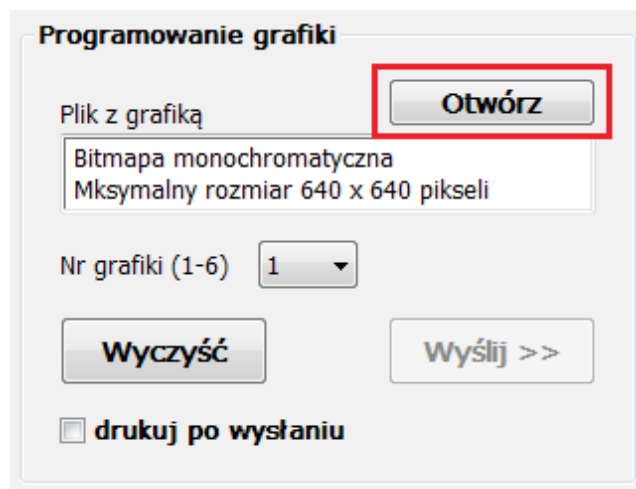 Programowanie grafiki
Otwórz
Plik z grafiką
Bitmapa monochromatyczna
Mksymalny rozmiar 640 x 640 pikseli
Nr grafiki (1-6) 1
Wyczyść Wyślij >>
drukuj po wysłaniu